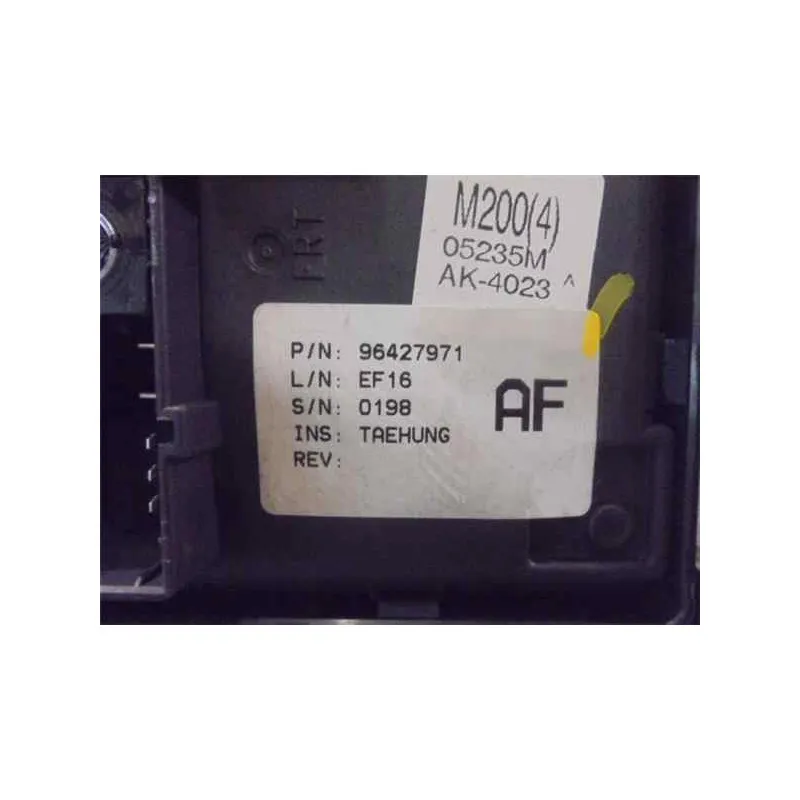 M200(4)
05235M
AK-4023 ^
FRT
P/N: 96427971
L/N: EF16
S/N: 0198
INS: TAEHUNG
REV:
AF